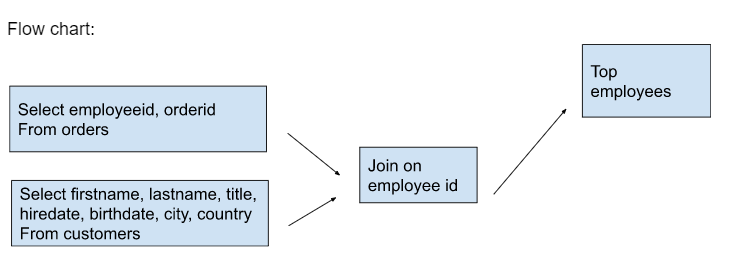 Flow chart:
Select employeeid, orderid
From orders
Select firstname, lastname, title,
hiredate, birthdate, city, country
From customers
Join on
employee id
Top
employees